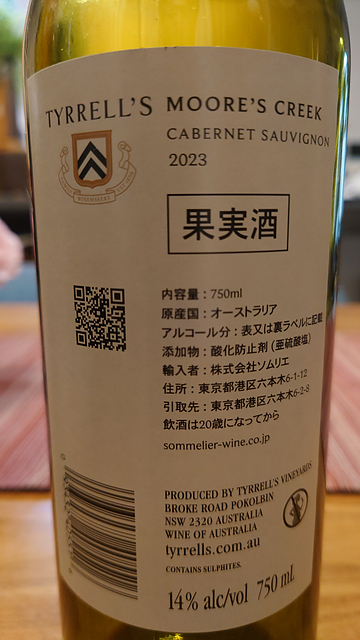 TYRRELL'S MOORE'S CREEK
CABERNET SAUVIGNON
2023
果実酒
内容量：750ml
原産国：オーストラリア
アルコール分：表又は裏ラベルに記載
添加物：酸化防止剤（亜硫酸塩）
輸入者：株式会社ソムリエ
住所：東京都港区六本木6-1-12
引取先：東京都港区六本木6-2-8
飲酒は20歳になってから
sommelier-wine.co.jp
PRODUCED BY TYRRELL'S VINEYARDS
BROKE ROAD POKOLBIN
NSW 2320 AUSTRALIA
WINE OF AUSTRALIA
tyrrells.com.au
CONTAINS SULPHITES.
14% alc/vol 750 mL